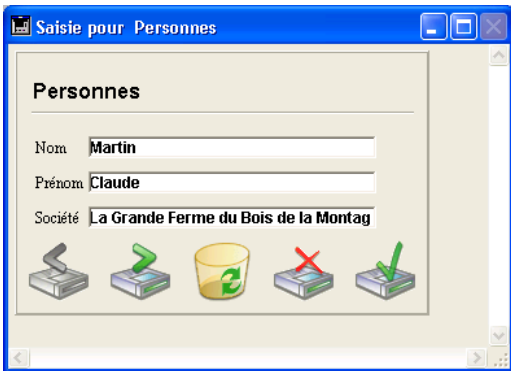 Saisie pour Personnes
Personnes
Nom Martin
Prénom Claude
Société La Grande Ferme du Bois de la Montag